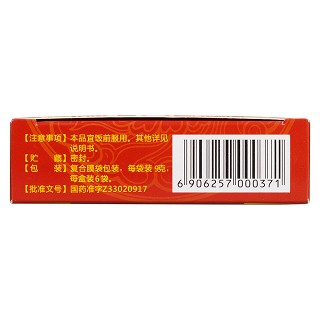 【注意事项】本品宜饭前服用。其他详见
说明书。
【贮 藏】密封。
【包 装】复合膜袋包装,每袋装9克,
每盒装6袋。
【批准文号】国药准字Z33020917
6 906257 000371